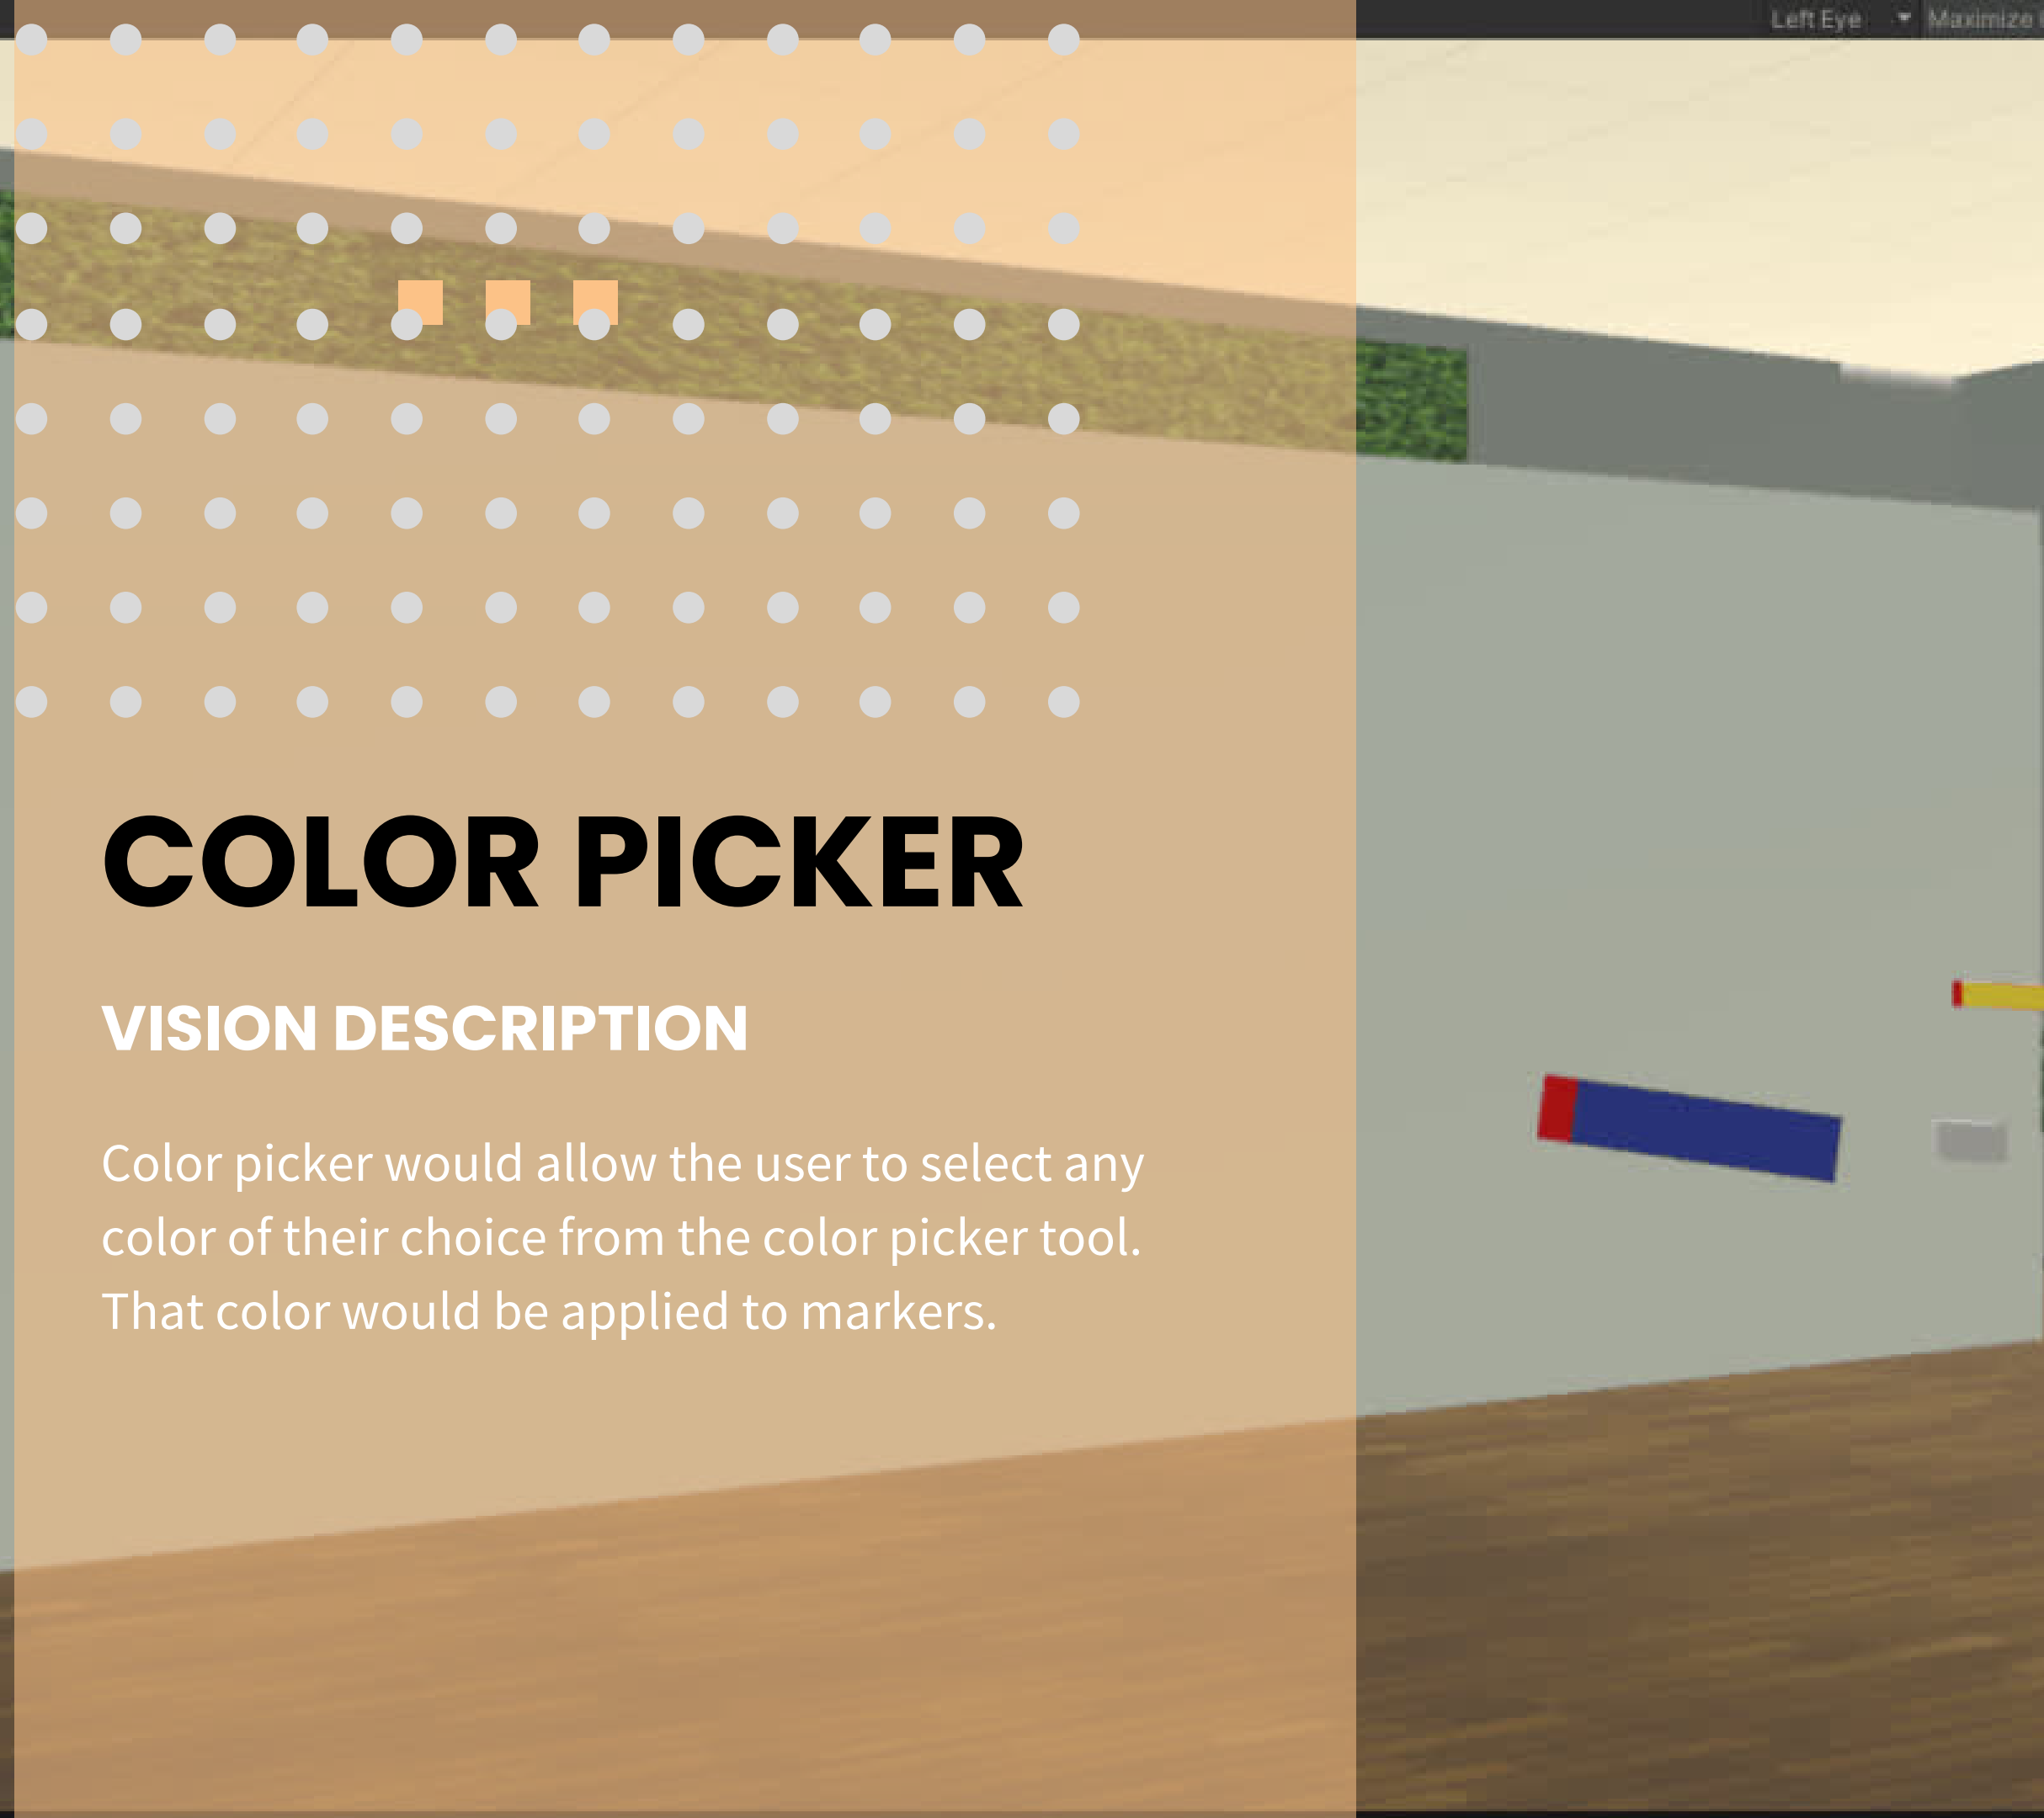 Left Eye Maximize
COLOR PICKER
VISION DESCRIPTION
Color picker would allow the user to select any
color of their choice from the color picker tool.
That color would be applied to markers.